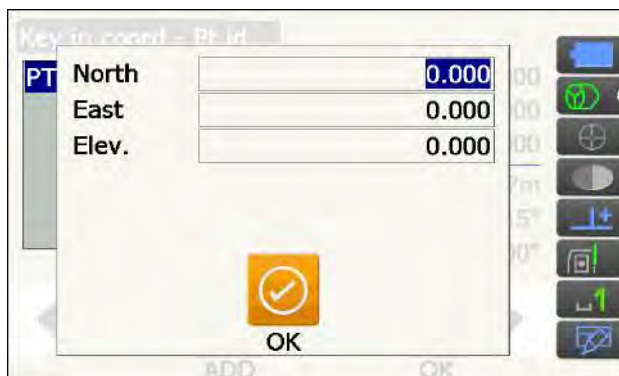 Key in coord - Pt id
PT
North 0.000
East 0.000
Elev. 0.000
OK
ADD OK